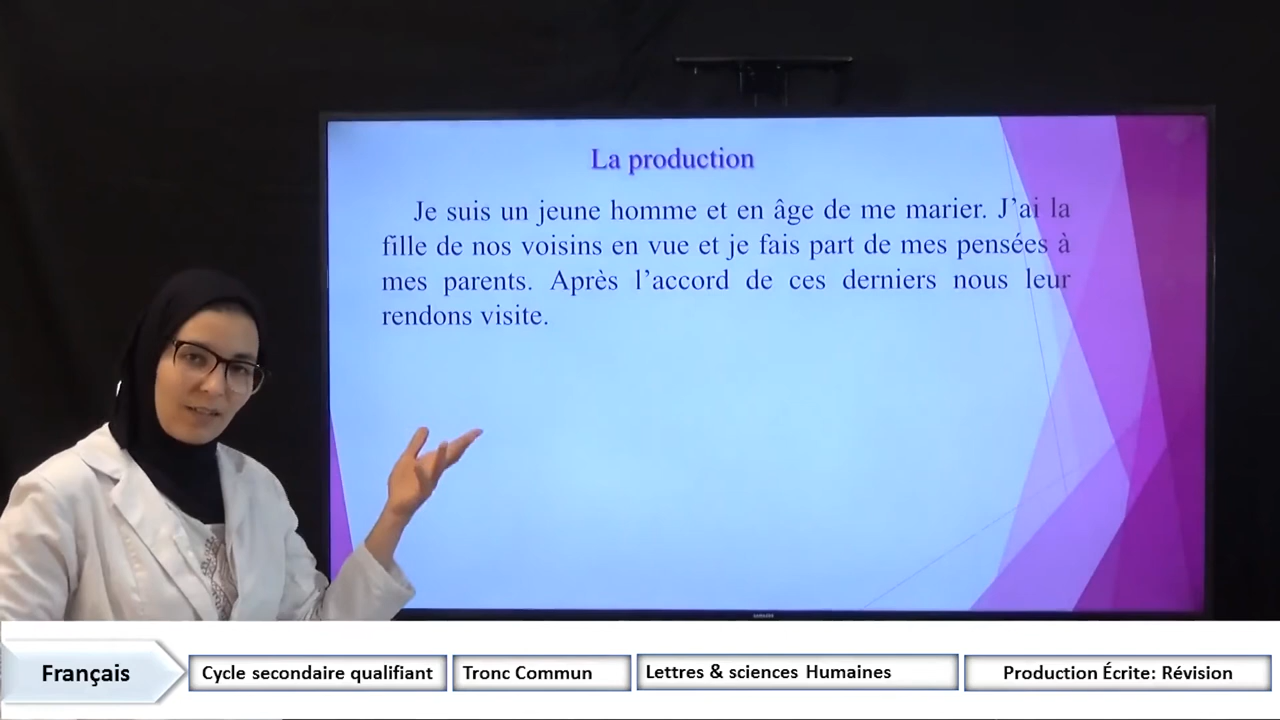 La production
Je suis un jeune homme et en âge de me marier. J'ai la
fille de nos voisins en vue et je fais part de mes pensées à
mes parents. Après l'accord de ces derniers nous leur
rendons visite.
SAMSUNG
Français
Cycle secondaire qualifiant
Tronc Commun
Lettres & sciences Humaines
Production Écrite: Révision